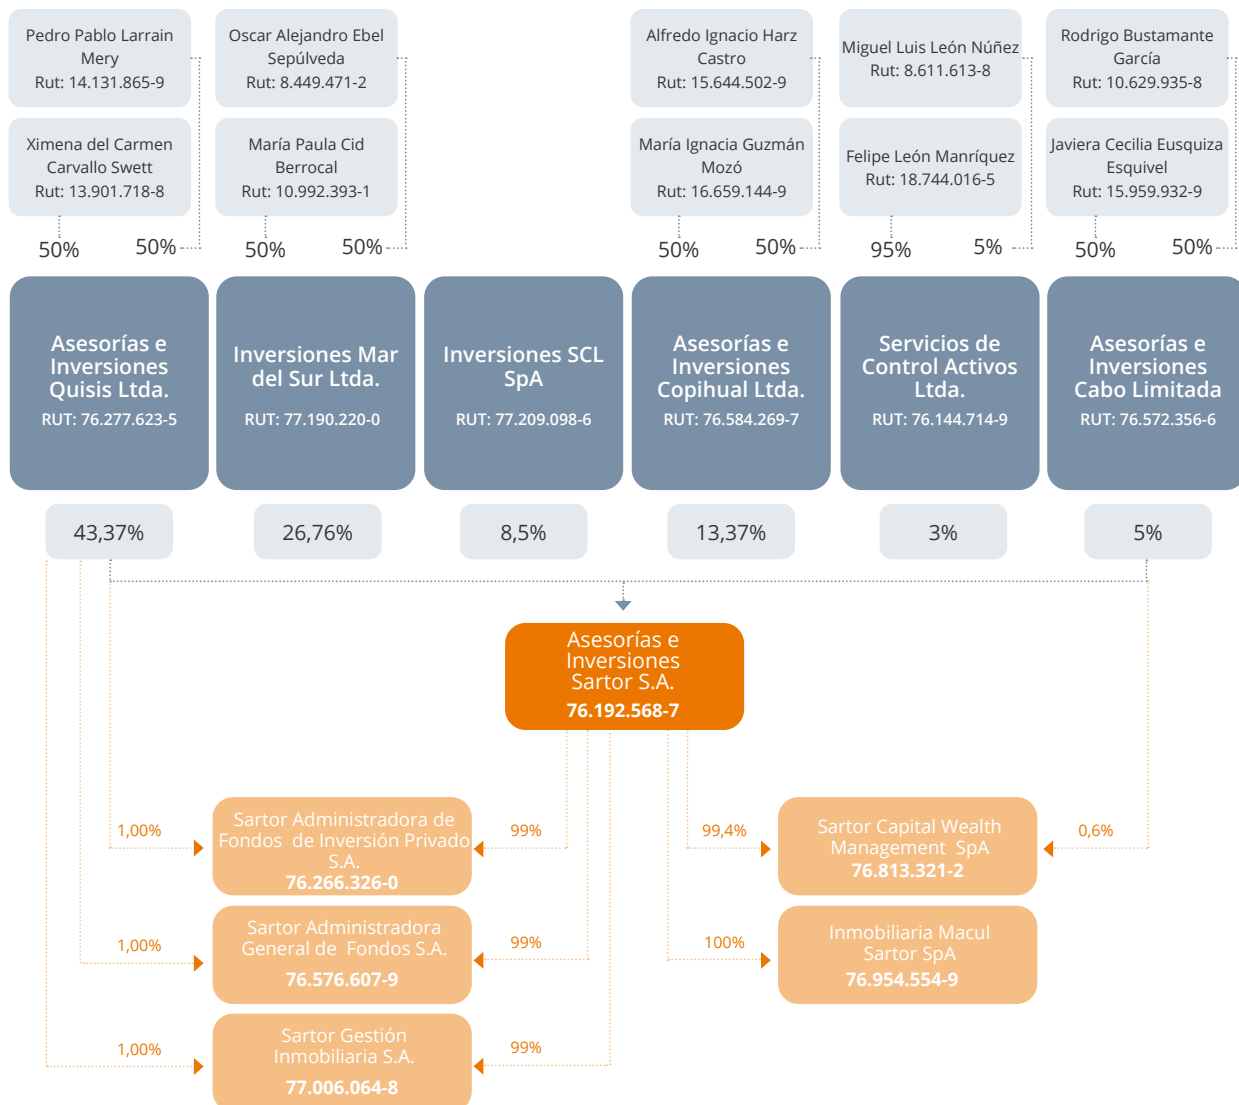 Pedro Pablo Larrain
Mery
Rut: 14.131.865-9
Oscar Alejandro Ebel
Sepúlveda
Rut: 8.449.471-2
Alfredo Ignacio Harz
Castro
Rut: 15.644.502-9
Miguel Luis León Núñez
Rut: 8.611.613-8
Rodrigo Bustamante
García
Rut: 10.629.935-8
Ximena del Carmen
Carvallo Swett
Rut: 13.901.718-8
María Paula Cid
Berrocal
Rut: 10.992.393-1
María Ignacia Guzmán
Mozó
Rut: 16.659.144-9
Felipe León Manríquez
Rut: 18.744.016-5
Javiera Cecilia Eusquiza
Esquivel
Rut: 15.959.932-9
50%
50%
50%
50%
50%
50%
95%
5%
50%
50%
Asesorías e
Inversiones
Quisis Ltda.
RUT: 76.277.623-5
Inversiones Mar
del Sur Ltda.
RUT: 77.190.220-0
Inversiones SCL
SpA
RUT: 77.209.098-6
Asesorías e
Inversiones
Copihual Ltda.
RUT: 76.584.269-7
Servicios de
Control Activos
Ltda.
RUT: 76.144.714-9
Asesorías e
Inversiones
Cabo Limitada
RUT: 76.572.356-6
43,37%
26,76%
8,5%
13,37%
3%
5%
Asesorías e
Inversiones
Sartor S.A.
76.192.568-7
1,00%
Sartor Administradora de
Fondos de Inversión Privado
S.A.
76.266.326-0
99%
99,4%
Sartor Capital Wealth
Management SpA
76.813.321-2
0,6%
1,00%
Sartor Administradora
General de Fondos S.A.
76.576.607-9
99%
100%
Inmobiliaria Macul
Sartor SpA
76.954.554-9
1,00%
Sartor Gestión
Inmobiliaria S.A.
77.006.064-8
99%